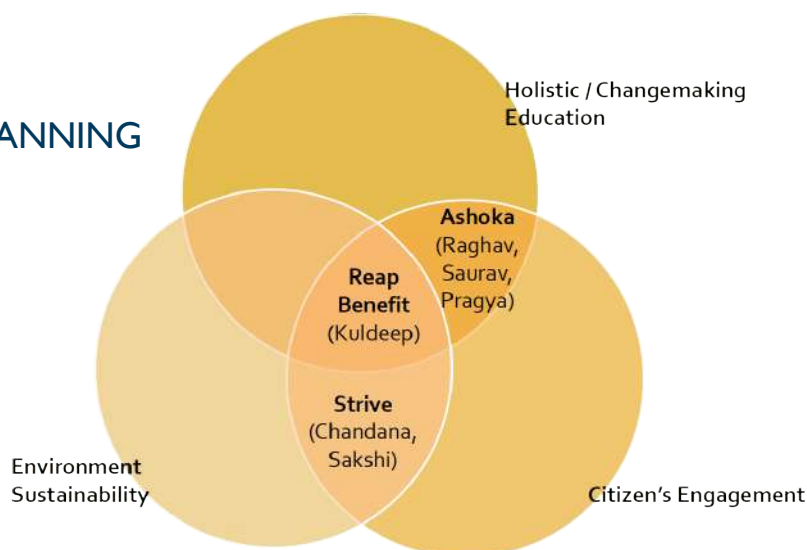 Holistic / Changemaking
Education
ANNING
Ashoka
(Raghav,
Saurav,
Pragya)
Reap
Benefit
(Kuldeep)
Strive
(Chandana,
Sakshi)
Environment
Sustainability
Citizen's Engagement